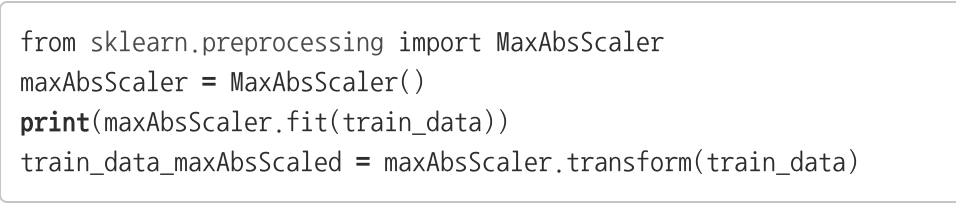 from sklearn.preprocessing import MaxAbsScaler
maxAbsScaler = MaxAbsScaler()
print(maxAbsScaler.fit(train_data))
train_data_maxAbsScaled = maxAbsScaler.transform(train_data)